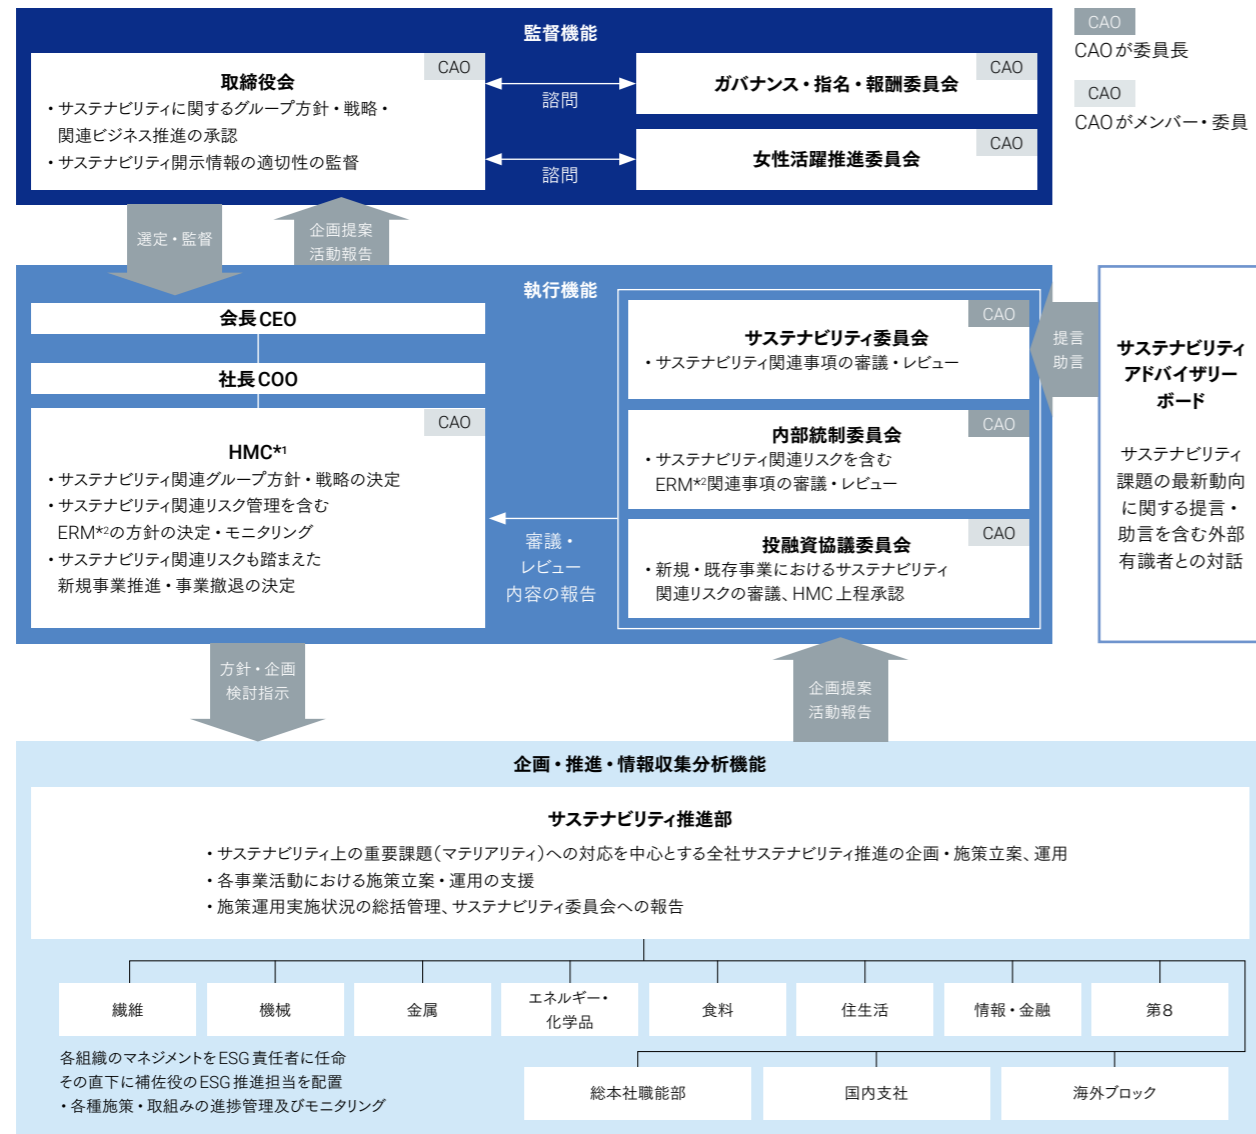 監督機能
取締役会
CAO
・サステナビリティに関するグループ方針・戦略・
関連ビジネス推進の承認
・サステナビリティ開示情報の適切性の監督
諮問
諮問
ガバナンス・指名・報酬委員会
CAO
女性活躍推進委員会
CAO
CAO
CAOが委員長
CAO
CAOがメンバー・委員
選定・監督
企画提案
活動報告
執行機能
会長CEO
社長COO
HMC*1
CAO
・サステナビリティ関連グループ方針・戦略の決定
・サステナビリティ関連リスク管理を含む
ERM*2の方針の決定・モニタリング
・サステナビリティ関連リスクも踏まえた
新規事業推進・事業撤退の決定
審議・
レビュー
内容の報告
サステナビリティ委員会
CAO
・サステナビリティ関連事項の審議・レビュー
内部統制委員会
CAO
・サステナビリティ関連リスクを含む
ERM*2関連事項の審議・レビュー
投融資協議委員会
CAO
・新規・既存事業におけるサステナビリティ
関連リスクの審議、HMC上程承認
提言
助言
サステナビリティ
アドバイザリー
ボード
サステナビリティ
課題の最新動向
に関する提言・
助言を含む外部
有識者との対話
方針・企画
検討指示
企画提案
活動報告
企画・推進・情報収集分析機能
サステナビリティ推進部
・サステナビリティ上の重要課題(マテリアリティ)への対応を中心とする全社サステナビリティ推進の企画・施策立案、運用
・各事業活動における施策立案・運用の支援
・施策運用実施状況の総括管理、サステナビリティ委員会への報告
繊維
機械
金属
エネルギー・
化学品
食料
住生活
情報・金融
第8
各組織のマネジメントをESG責任者に任命
その直下に補佐役のESG推進担当を配置
・各種施策・取組みの進捗管理及びモニタリング
総本社職能部
国内支社
海外ブロック